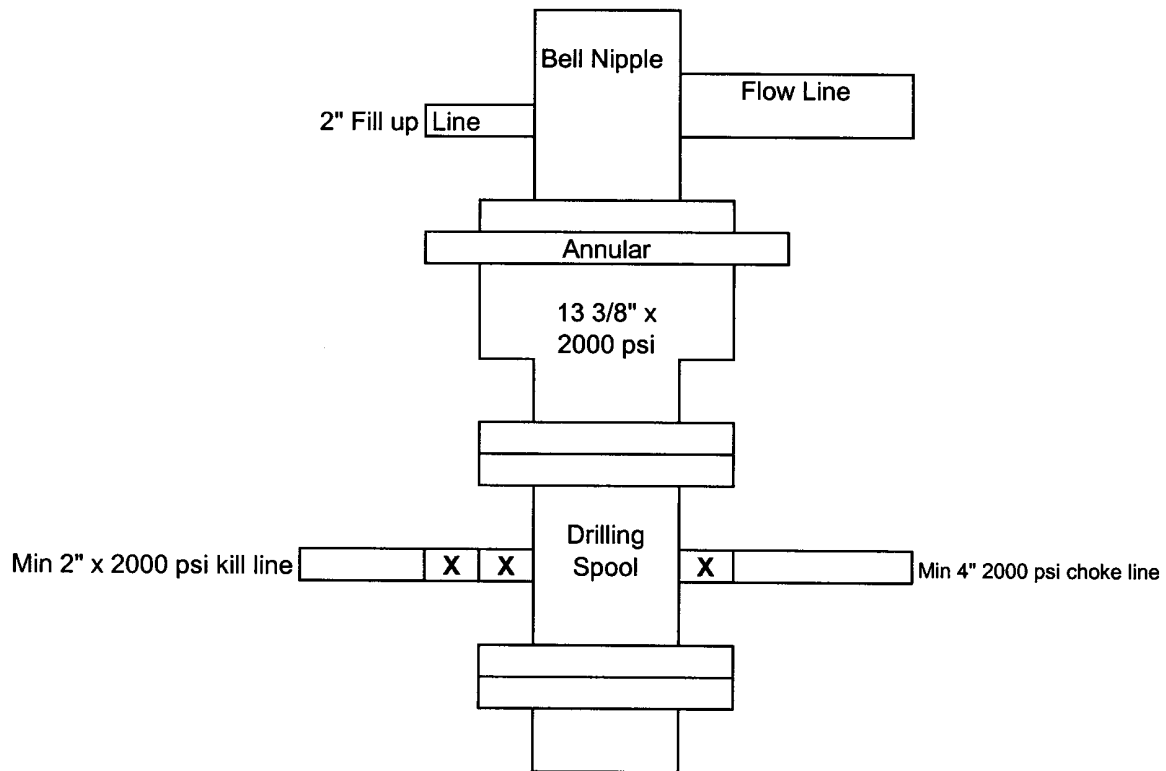 Bell Nipple
Flow Line
2" Fill up Line
Annular
13 3/8" x
2000 psi
Drilling
Spool
Min 2" x 2000 psi kill line
X X
X
Min 4" 2000 psi choke line